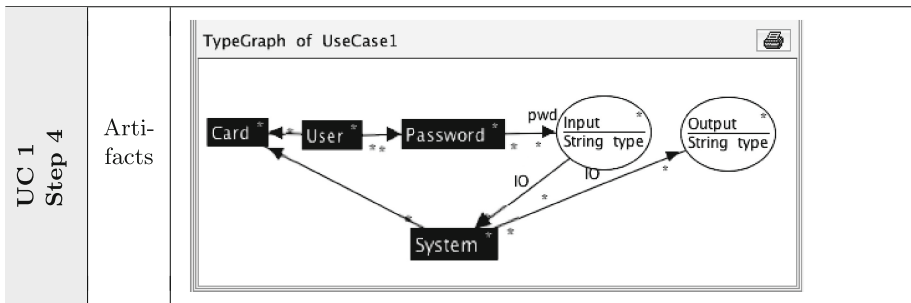 UC 1
Step 4
Arti-
facts
TypeGraph of UseCase1
Card *
* User *
**
Password *
* *
pwd
Input *
String type
Output *
String type
IO
IO
*
*
*
*
*
System *